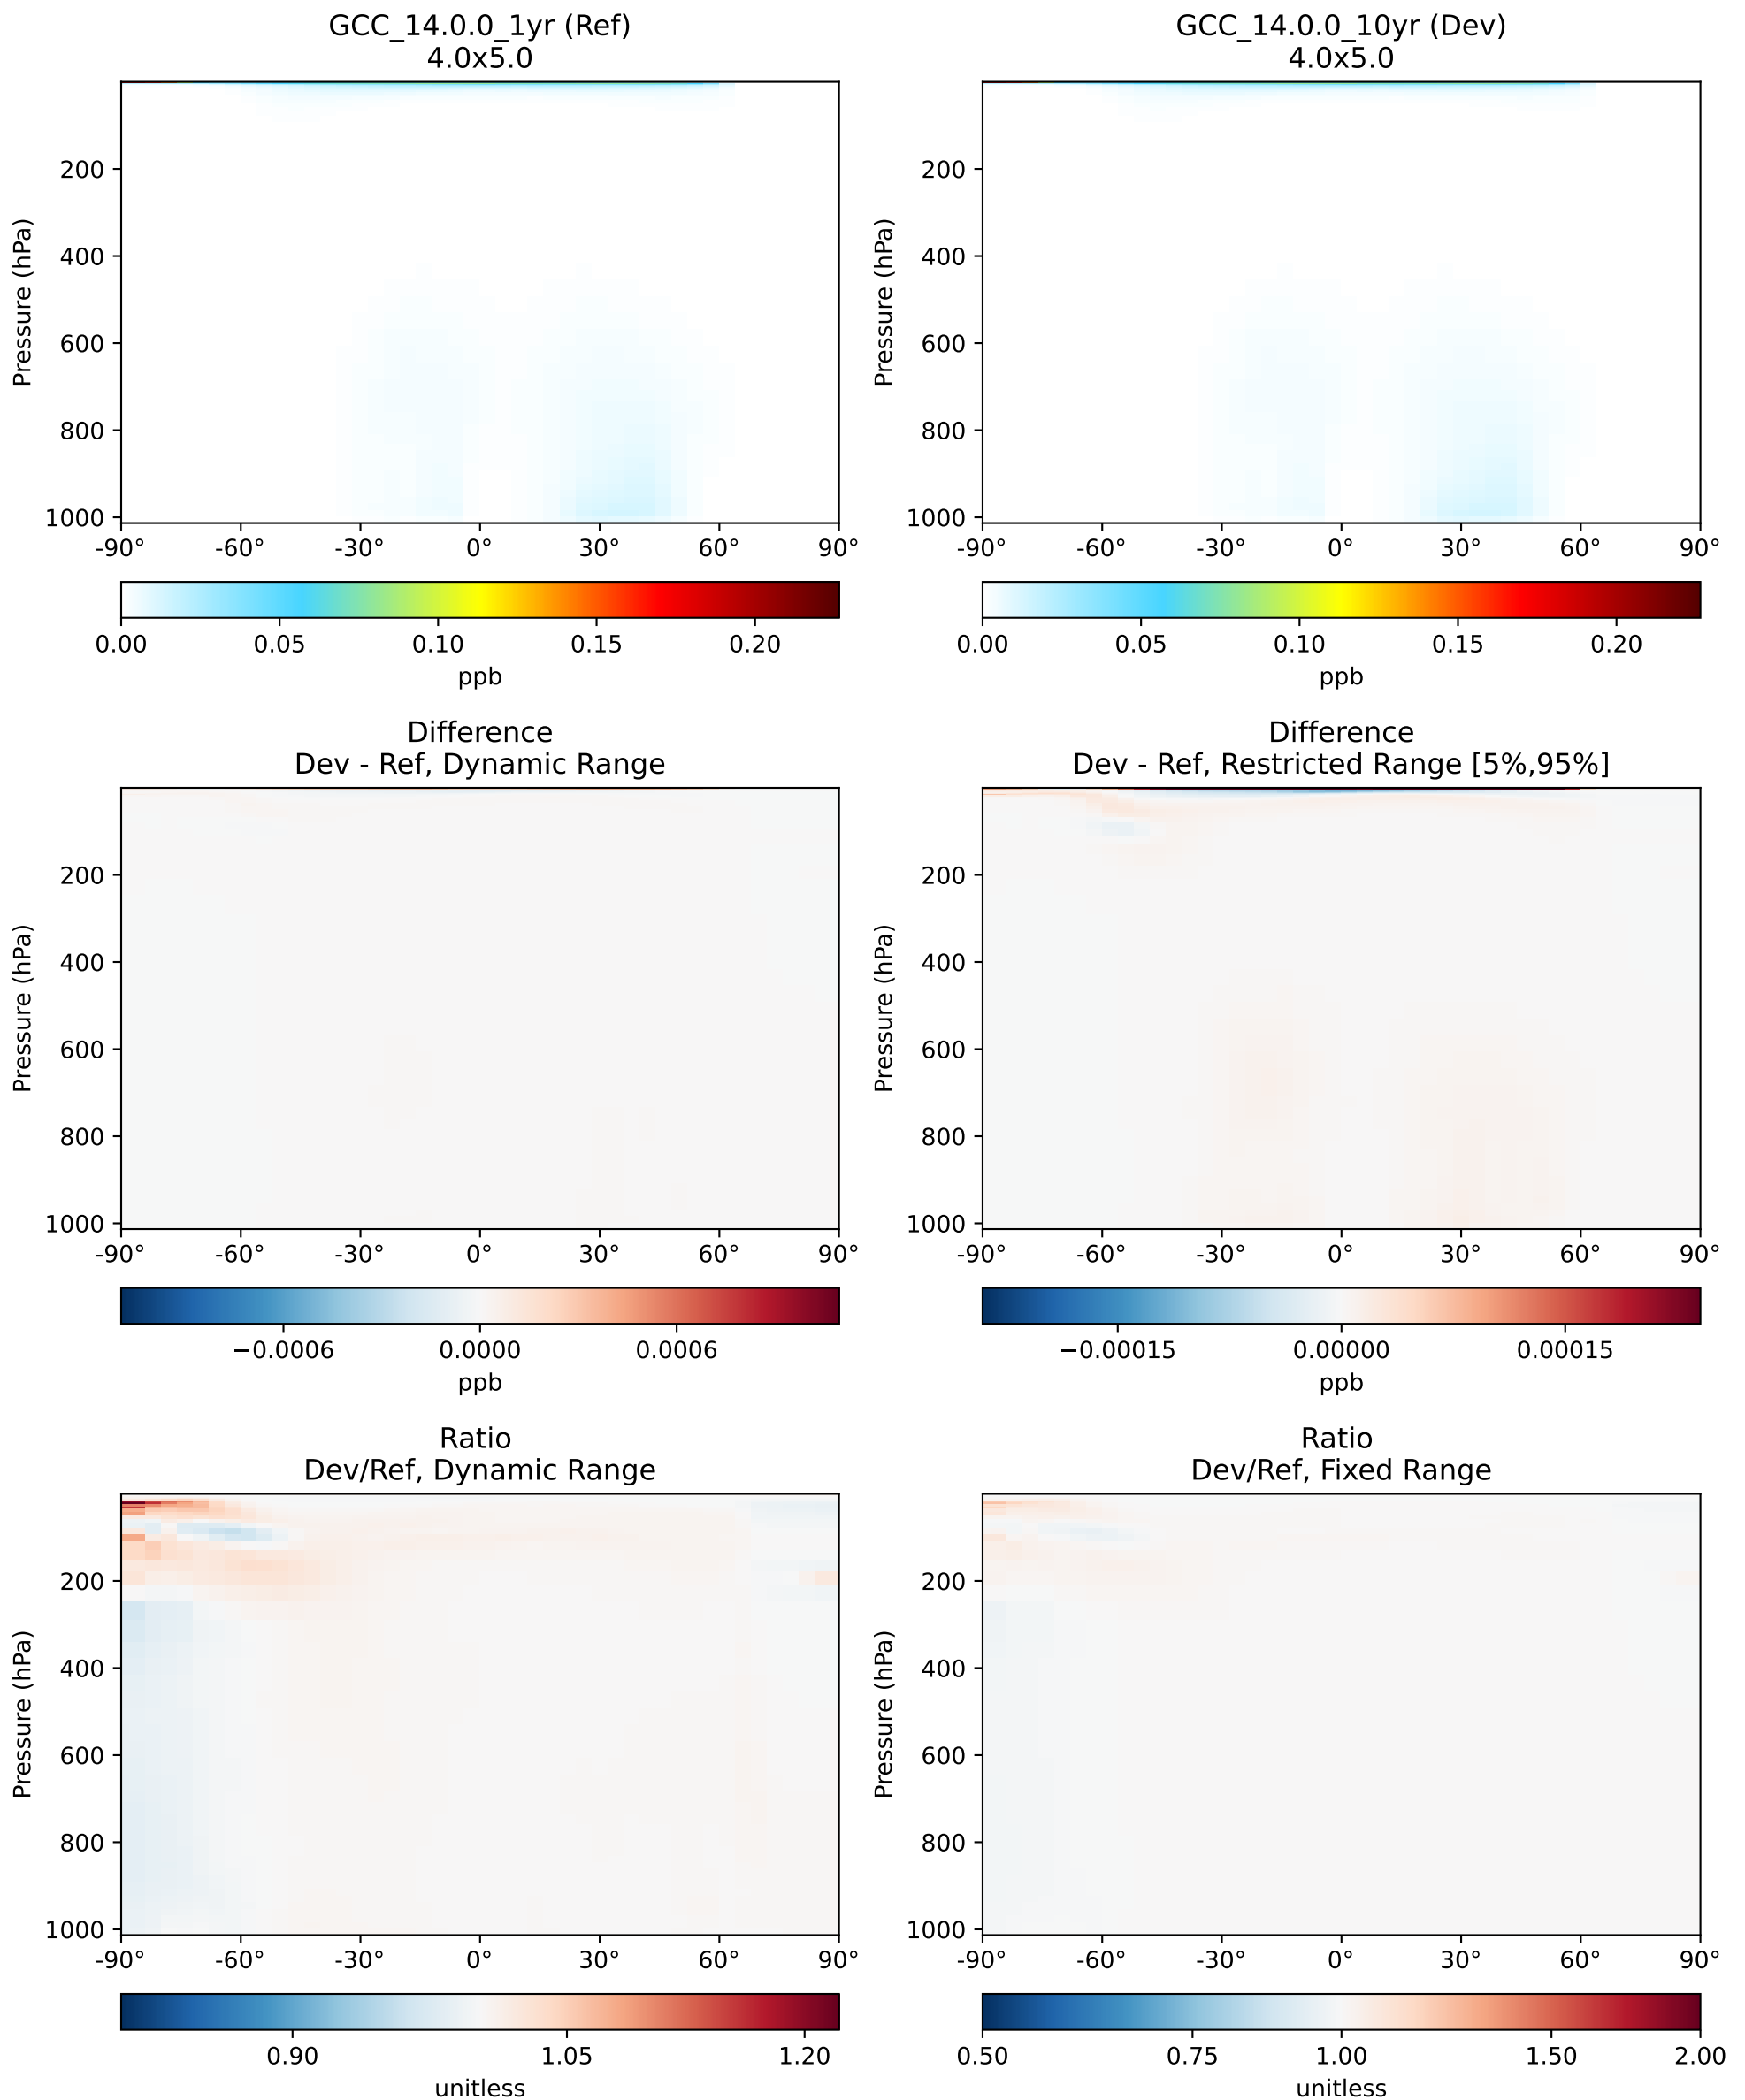 GCC_14.0.0_1yr (Ref)
4.0x5.0
Pressure (hPa)
200
400
600
800
1000
-90° -60° -30° 0° 30° 60° 90°
0.00 0.05 0.10 0.15 0.20
ppb
GCC_14.0.0_10yr (Dev)
4.0x5.0
Pressure (hPa)
200
400
600
800
1000
-90° -60° -30° 0° 30° 60° 90°
0.00 0.05 0.10 0.15 0.20
ppb
Difference
Dev - Ref, Dynamic Range
Pressure (hPa)
200
400
600
800
1000
-90° -60° -30° 0° 30° 60° 90°
−0.0006 0.0000 0.0006
ppb
Difference
Dev - Ref, Restricted Range [5%,95%]
Pressure (hPa)
200
400
600
800
1000
-90° -60° -30° 0° 30° 60° 90°
−0.00015 0.00000 0.00015
ppb
Ratio
Dev/Ref, Dynamic Range
Pressure (hPa)
200
400
600
800
1000
-90° -60° -30° 0° 30° 60° 90°
0.90 1.05 1.20
unitless
Ratio
Dev/Ref, Fixed Range
Pressure (hPa)
200
400
600
800
1000
-90° -60° -30° 0° 30° 60° 90°
0.50 0.75 1.00 1.50 2.00
unitless